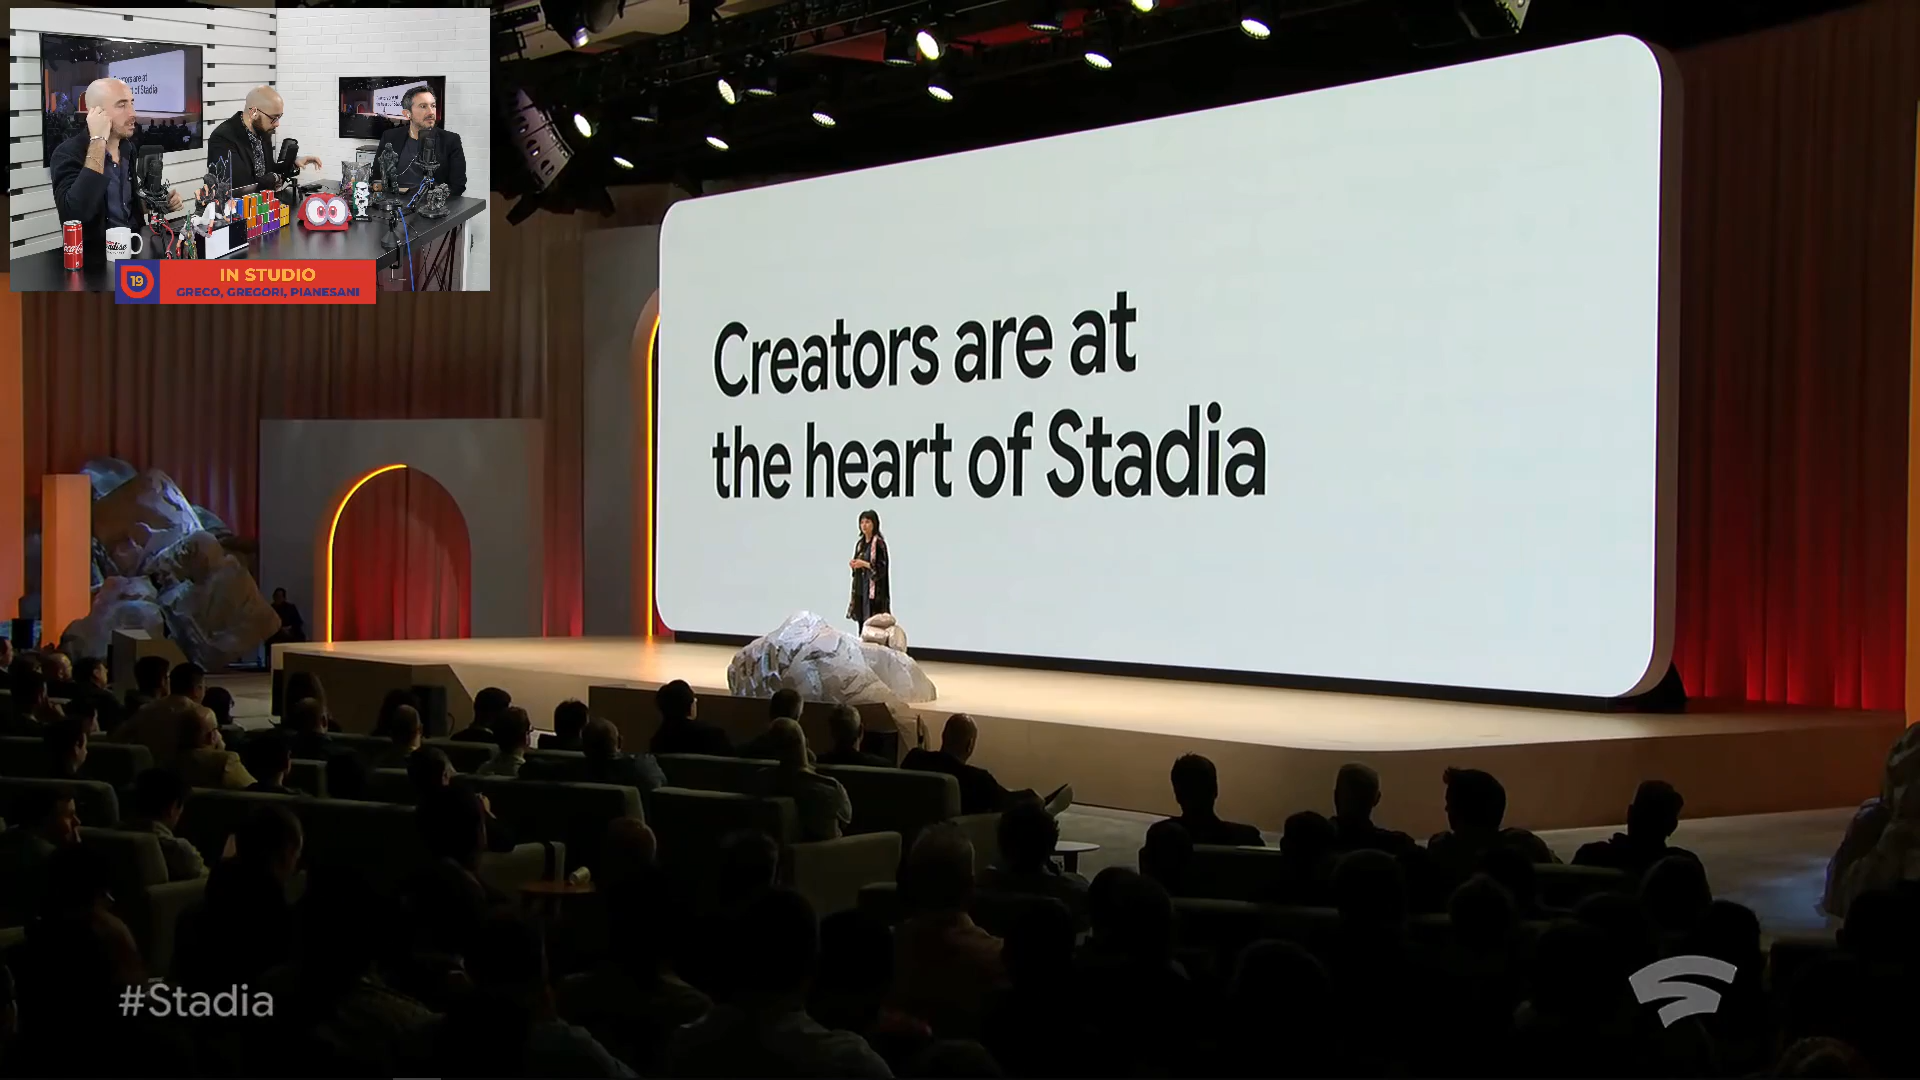 19
IN STUDIO
GRECO, GREGORI, PIANESANI
Creators are at
the heart of Stadia
#Stadia